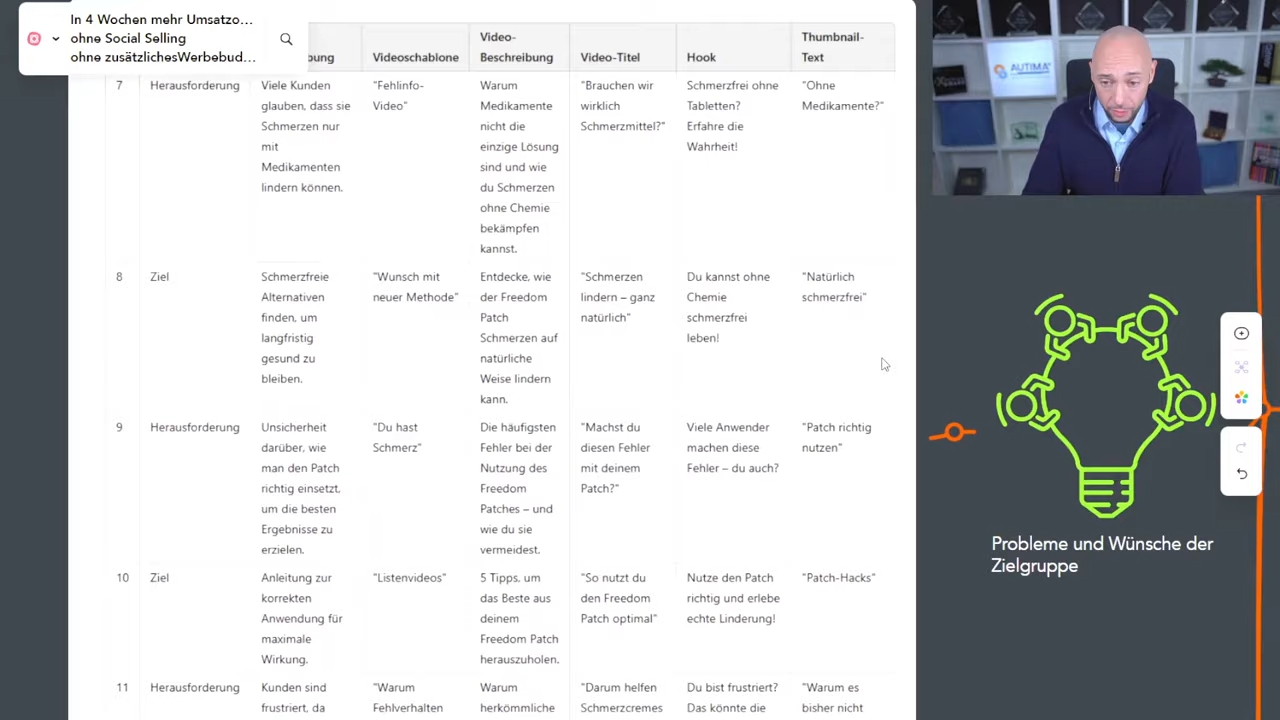 In 4 Wochen mehr Umsatzo…
ohne Social Selling
ohne zusätzlichesWerbebud…
bung
Videoschablone
Video-
Beschreibung
Video-Titel
Hook
Thumbnail-
Text
7
Herausforderung
Viele Kunden
glauben, dass sie
Schmerzen nur
mit
Medikamenten
lindern können.
"Fehlinfo-
Video"
Warum
Medikamente
nicht die
einzige Lösung
sind und wie
du Schmerzen
ohne Chemie
bekämpfen
kannst.
"Brauchen wir
wirklich
Schmerzmittel?"
Schmerzfrei ohne
Tabletten?
Erfahre die
Wahrheit!
"Ohne
Medikamente?"
8
Ziel
Schmerzfreie
Alternativen
finden, um
langfristig
gesund zu
bleiben.
"Wunsch mit
neuer Methode"
Entdecke, wie
der Freedom
Patch
Schmerzen auf
natürliche
Weise lindern
kann.
"Schmerzen
lindern – ganz
natürlich"
Du kannst ohne
Chemie
schmerzfrei
leben!
"Natürlich
schmerzfrei"
9
Herausforderung
Unsicherheit
darüber, wie
man den Patch
richtig einsetzt,
um die besten
Ergebnisse zu
erzielen.
"Du hast
Schmerz"
Die häufigsten
Fehler bei der
Nutzung des
Freedom
Patches – und
wie du sie
vermeidest.
"Machst du
diesen Fehler
mit deinem
Patch?"
Viele Anwender
machen diese
Fehler – du auch?
"Patch richtig
nutzen"
10
Ziel
Anleitung zur
korrekten
Anwendung für
maximale
Wirkung.
"Listenvideos"
5 Tipps, um
das Beste aus
deinem
Freedom Patch
herauszuholen.
"So nutzt du
den Freedom
Patch optimal"
Nutze den Patch
richtig und erlebe
echte Linderung!
"Patch-Hacks"
11
Herausforderung
Kunden sind
frustriert, da
"Warum
Fehlverhalten
Warum
herkömmliche
"Darum helfen
Schmerzcremes
Du bist frustriert?
Das könnte die
"Warum es
bisher nicht
AUTIMA
Probleme und Wünsche der
Zielgruppe